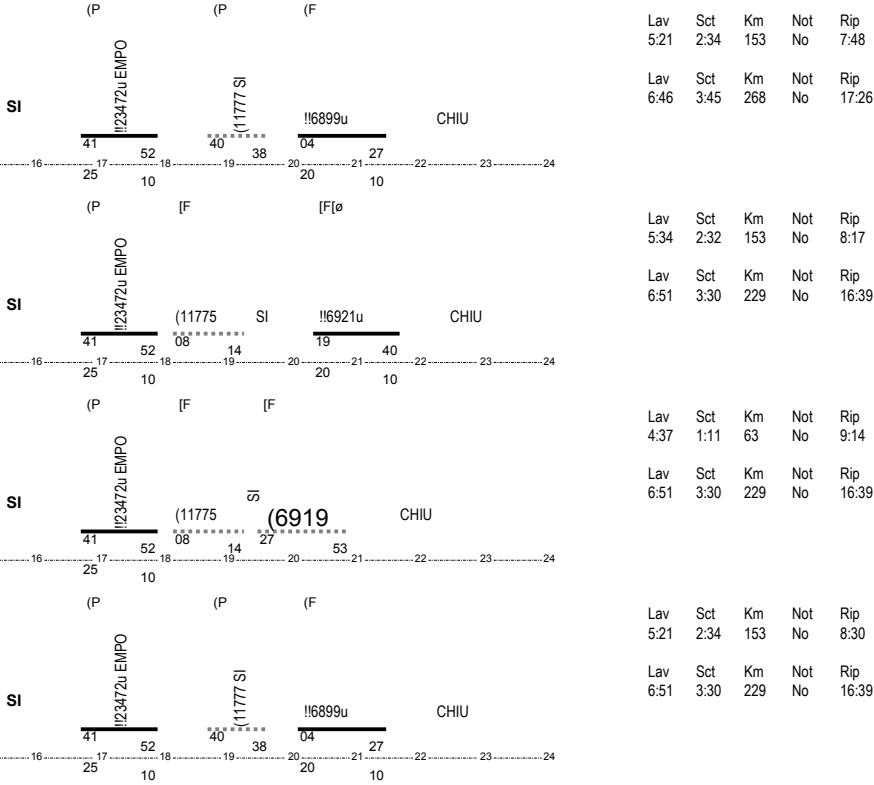 (P (P (F
Lav Sct Km Not Rip
5:21 2:34 153 No 7:48
Lav Sct Km Not Rip
6:46 3:45 268 No 17:26
SI !!23472u EMPO (11777 SI !!6899u CHIU
41 52 40 38 04 27
16 17 18 19 20 21 22 23 24
25 10 20 10
(P [F [F[ø
Lav Sct Km Not Rip
5:34 2:32 153 No 8:17
Lav Sct Km Not Rip
6:51 3:30 229 No 16:39
SI !!23472u EMPO (11775 SI !!6921u CHIU
41 52 08 14 19 40
16 17 18 19 20 21 22 23 24
25 10 20 10
(P [F [F
Lav Sct Km Not Rip
4:37 1:11 63 No 9:14
Lav Sct Km Not Rip
6:51 3:30 229 No 16:39
SI !!23472u EMPO (11775 SI (6919 CHIU
41 52 08 14 27 53
16 17 18 19 20 21 22 23 24
25 10
(P (P (F
Lav Sct Km Not Rip
5:21 2:34 153 No 8:30
Lav Sct Km Not Rip
6:51 3:30 229 No 16:39
SI !!23472u EMPO (11777 SI !!6899u CHIU
41 52 40 38 04 27
16 17 18 19 20 21 22 23 24
25 10 20 10